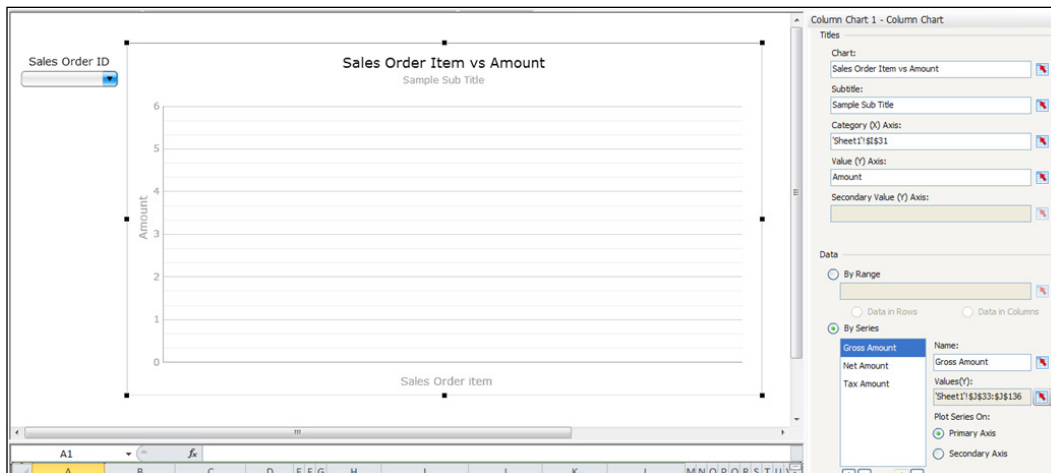 Sales Order ID
Sales Order Item vs Amount
Sample Sub Title
6
5
4
3
2
1
0
Amount
Sales Order Item
A1
fx
A B C D E F G H I J K L M N O P Q R S T U V
Column Chart 1 - Column Chart
Titles
Chart:
Sales Order Item vs Amount
Subtitle:
Sample Sub Title
Category (X) Axis:
'Sheet1'!$I$31
Value (Y) Axis:
Amount
Secondary Value (Y) Axis:
Data
By Range
Data in Rows Data in Columns
By Series
Gross Amount
Net Amount
Tax Amount
Name:
Gross Amount
Values(Y):
'Sheet1'!$J$33:$J$136
Plot Series On:
Primary Axis
Secondary Axis